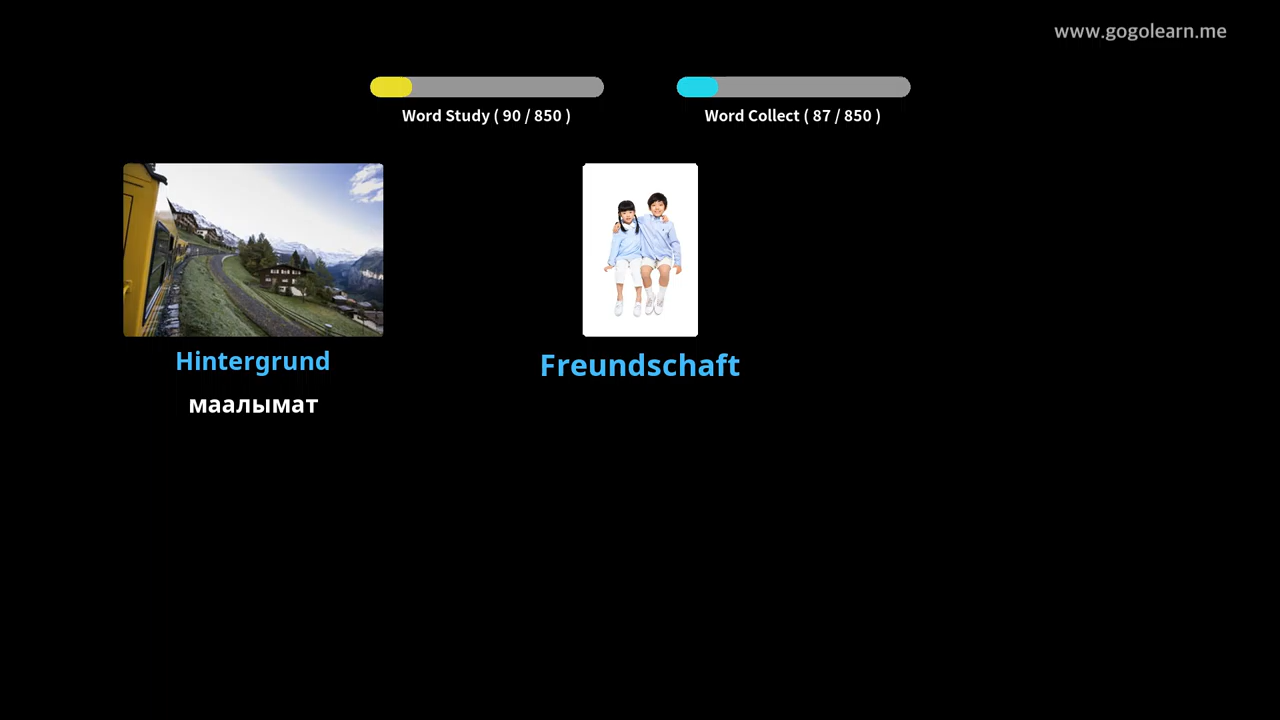 www.gogolearn.me
Word Study ( 90 / 850 )
Word Collect ( 87 / 850 )
Hintergrund
маалымат
Freundschaft